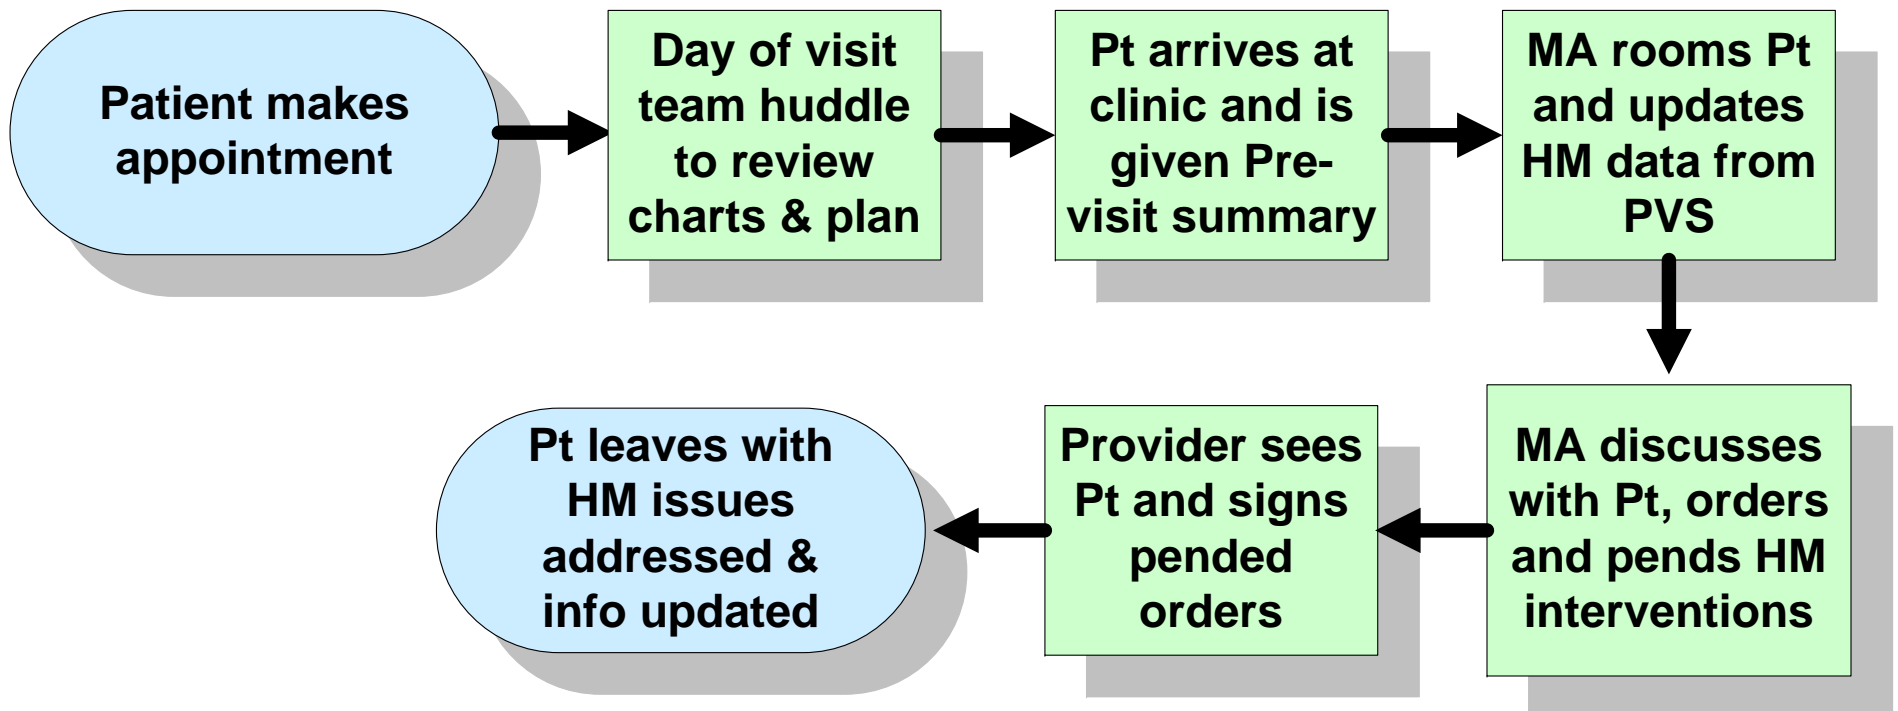 Patient makes
appointment
Day of visit
team huddle
to review
charts & plan
Pt arrives at
clinic and is
given Pre-
visit summary
MA rooms Pt
and updates
HM data from
PVS
MA discusses
with Pt, orders
and pends HM
interventions
Provider sees
Pt and signs
pended
orders
Pt leaves with
HM issues
addressed &
info updated